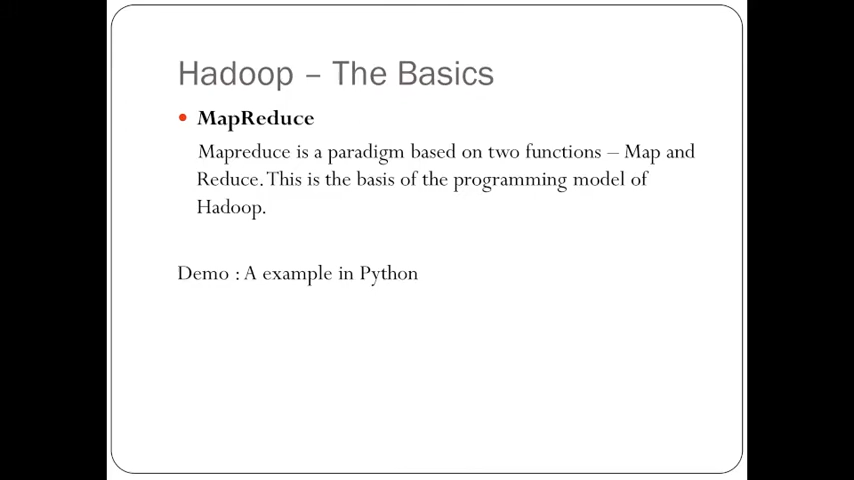 Hadoop – The Basics
MapReduce
Mapreduce is a paradigm based on two functions – Map and
Reduce. This is the basis of the programming model of
Hadoop.
Demo : A example in Python